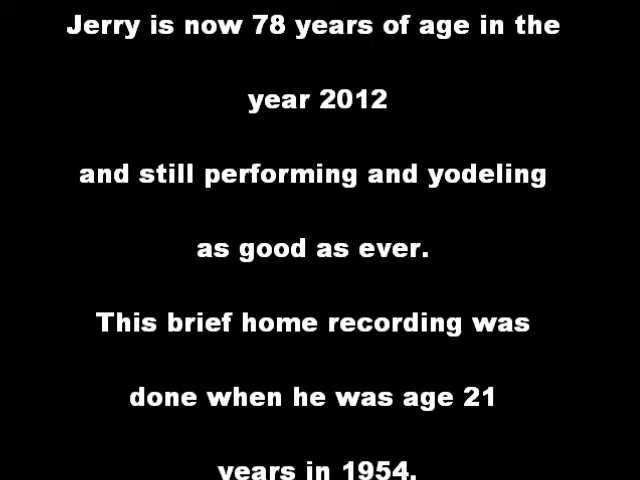 Jerry is now 78 years of age in the
year 2012
and still performing and yodeling
as good as ever.
This brief home recording was
done when he was age 21
years in 1954.